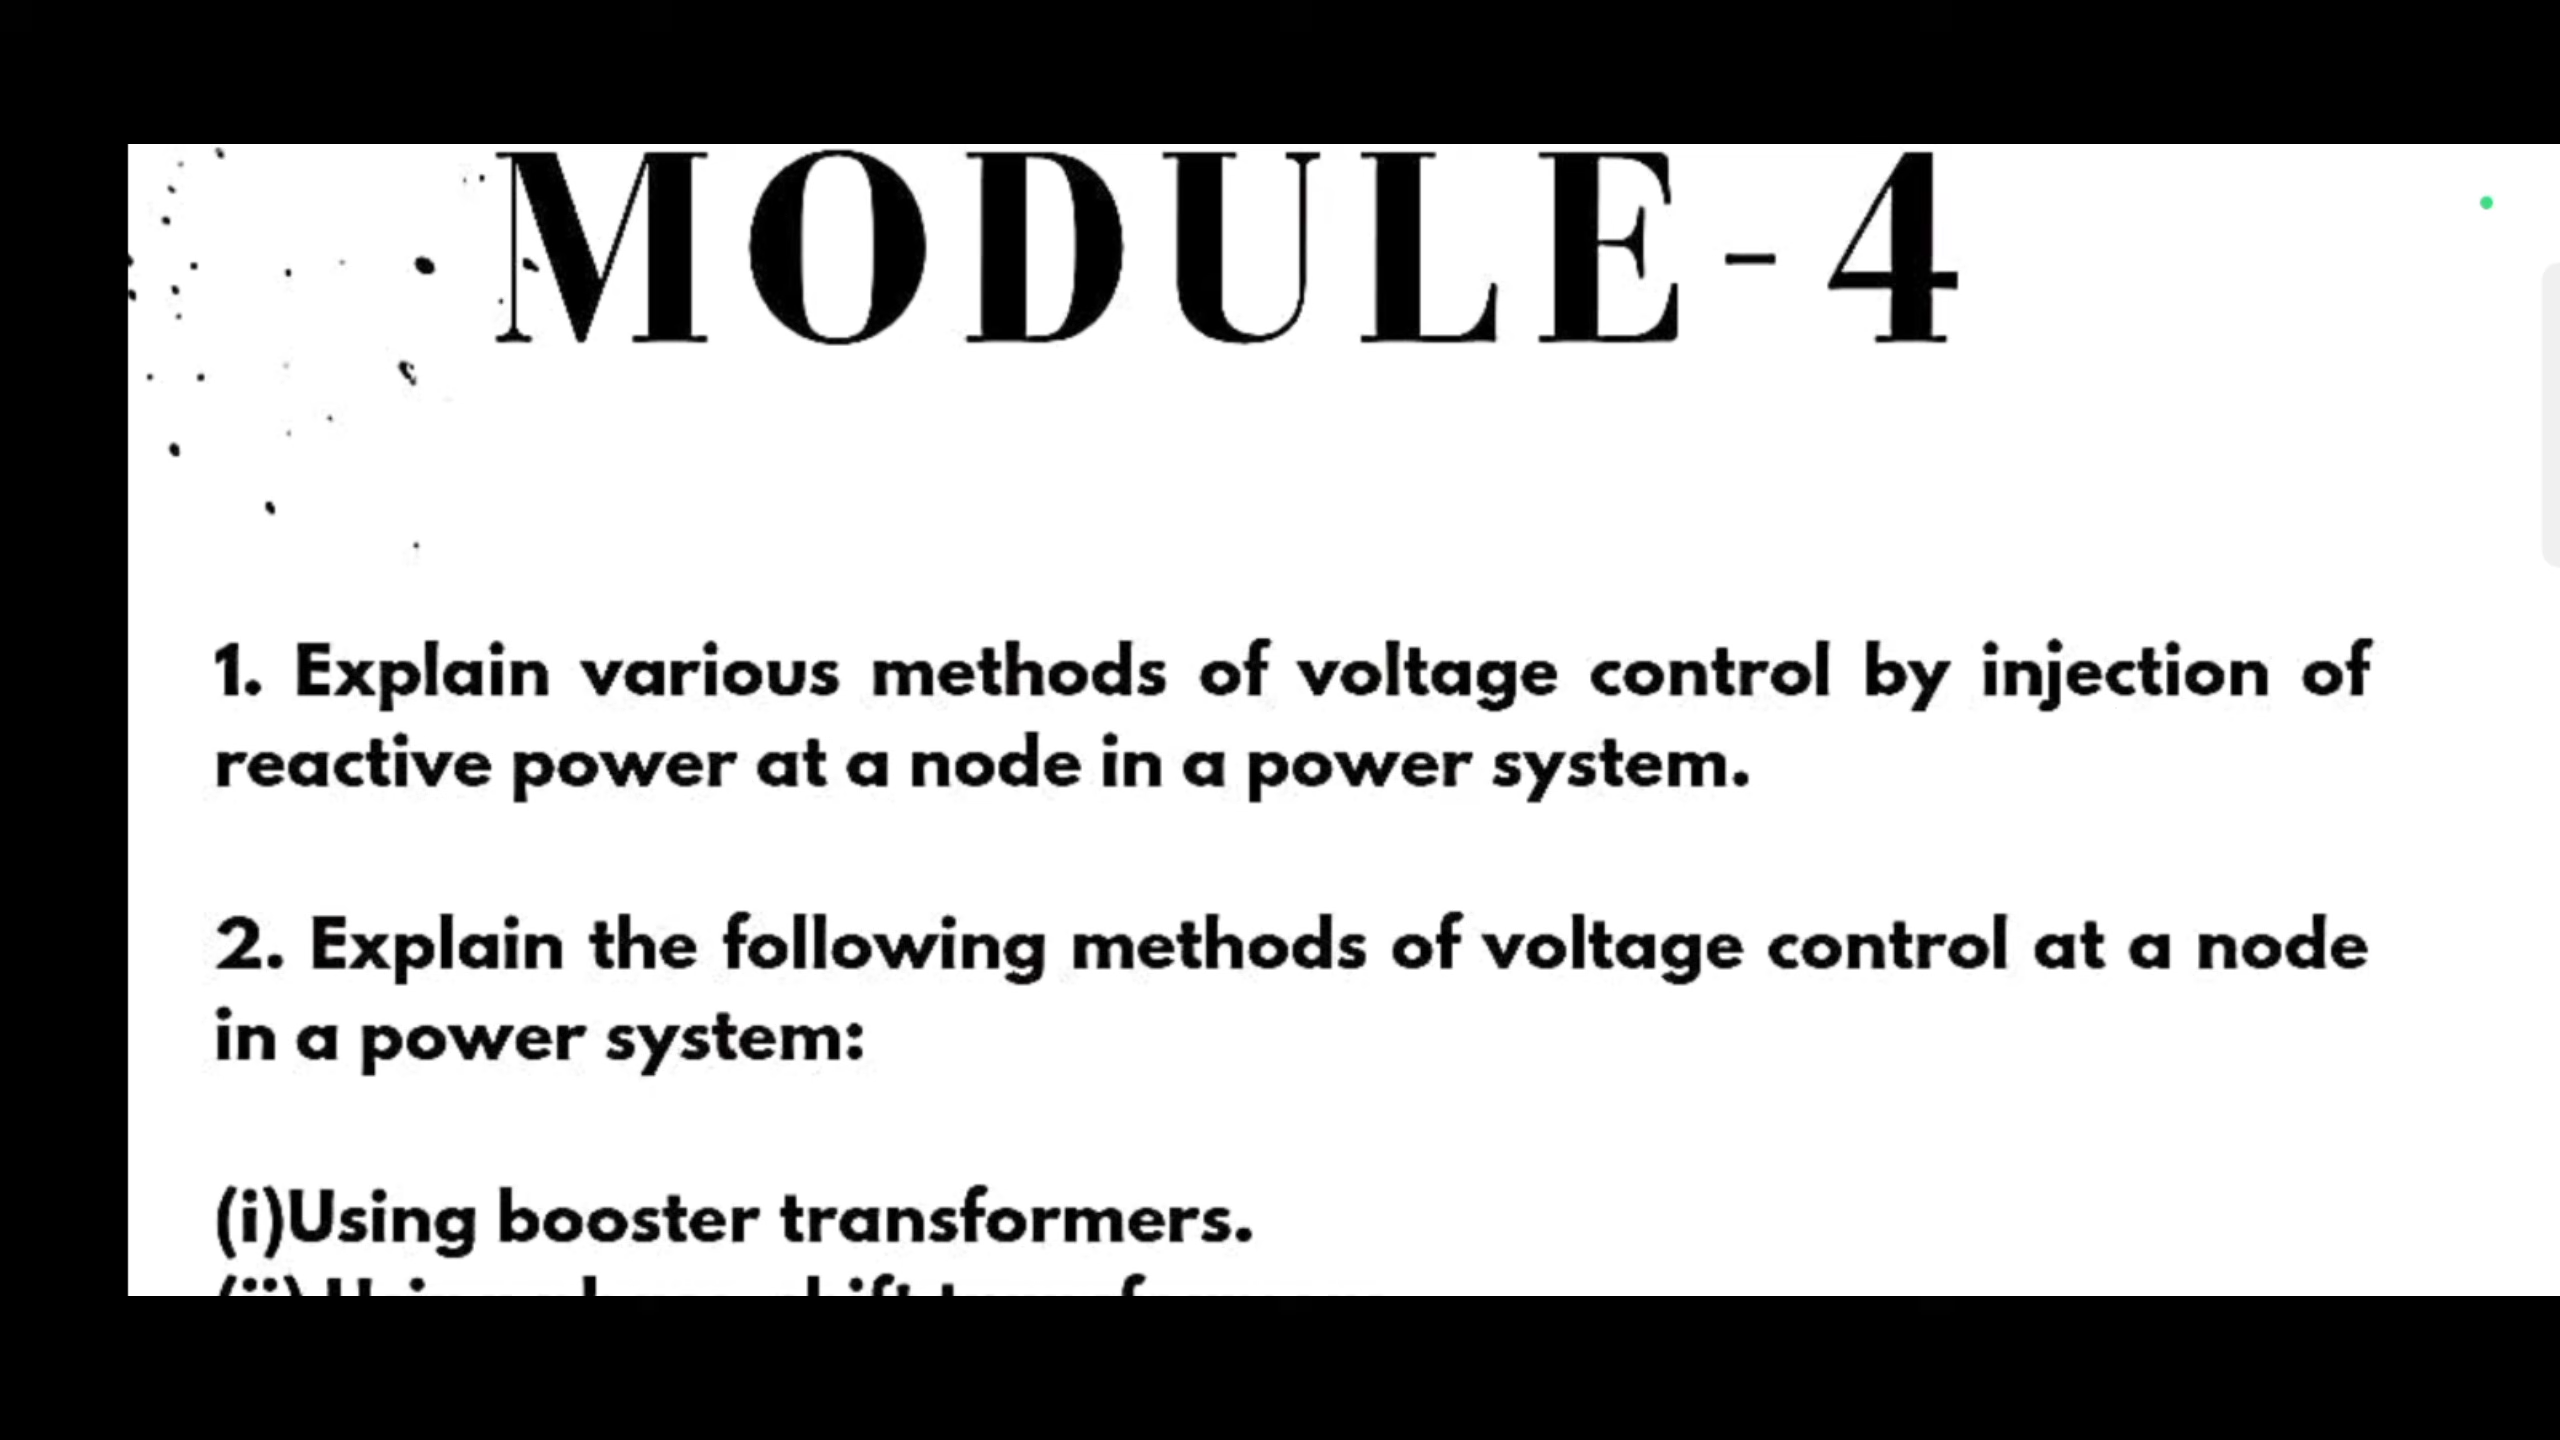 MODULE-4
1. Explain various methods of voltage control by injection of
reactive power at a node in a power system.
2. Explain the following methods of voltage control at a node
in a power system:
(i)Using booster transformers.